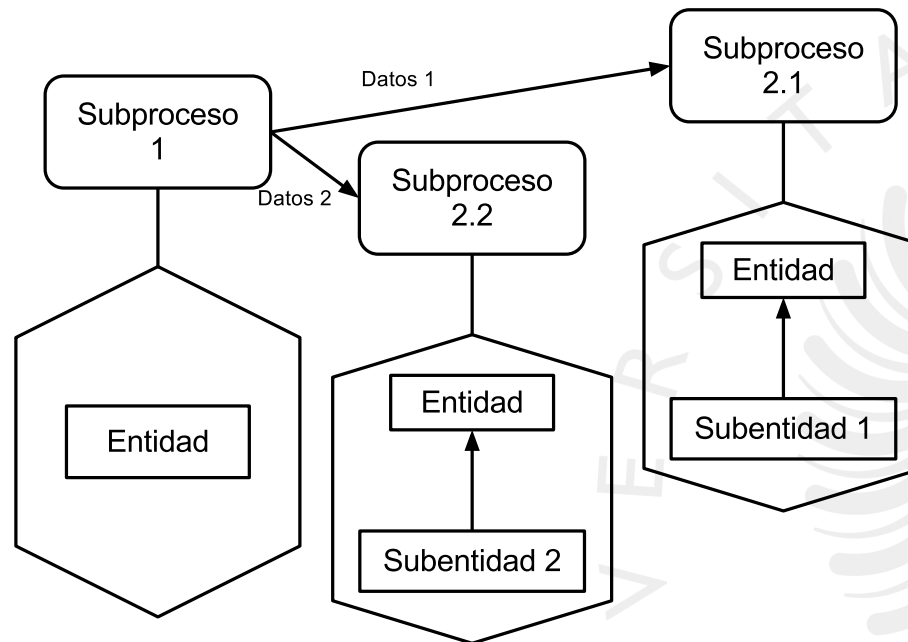 Subproceso
2.1
Datos 1
Subproceso
1
Subproceso
2.2
Datos 2
Entidad
Subentidad 1
Entidad
Subentidad 2
Entidad
VERSITA